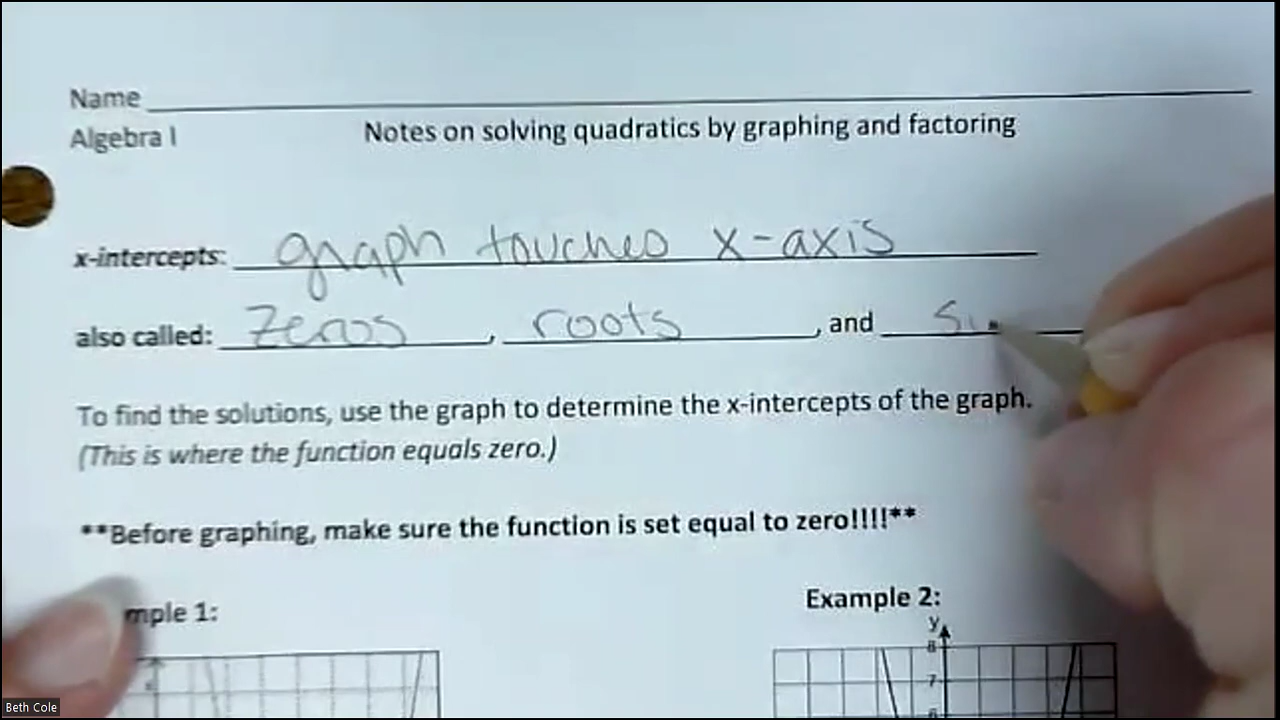 Name
Algebra I
Notes on solving quadratics by graphing and factoring
x-intercepts: graph touches x-axis
also called: zeros, roots, and
To find the solutions, use the graph to determine the x-intercepts of the graph.
(This is where the function equals zero.)
**Before graphing, make sure the function is set equal to zero!!!!**
mple 1:
Example 2:
y
8
7
6
Beth Cole